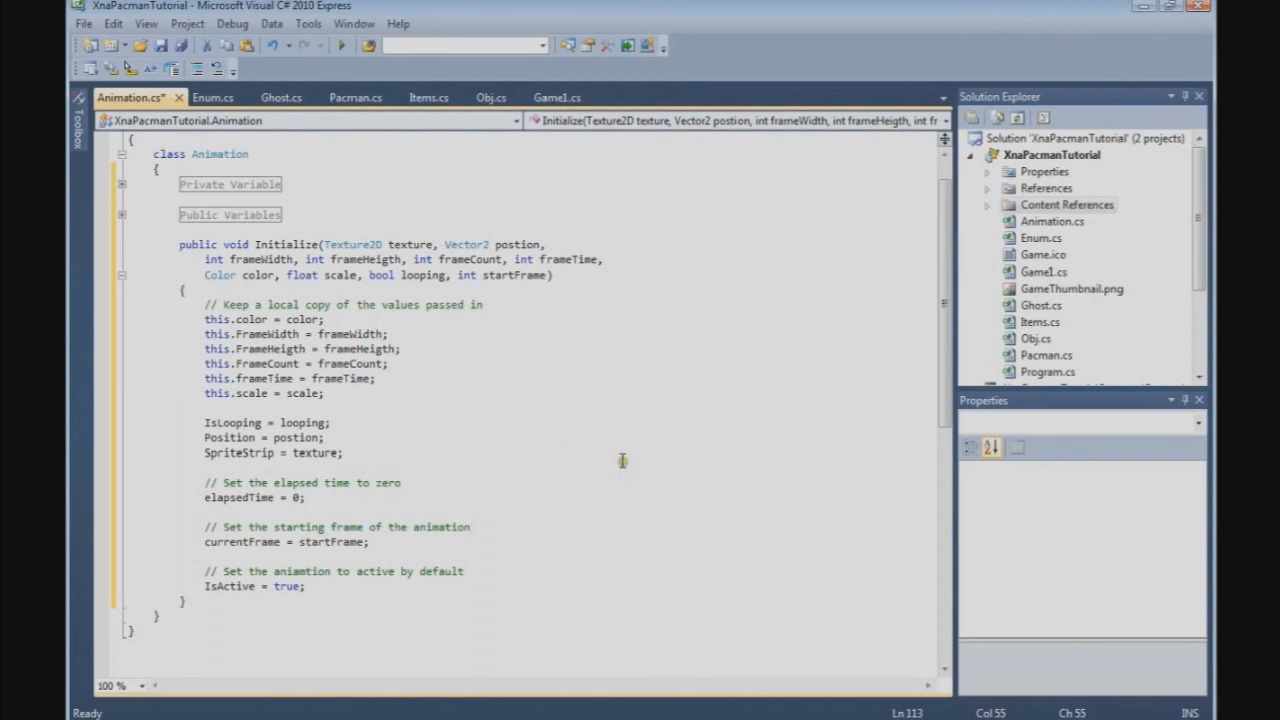 XnaPacmanTutorial - Microsoft Visual C# 2010 Express
File Edit View Project Debug Data Tools Window Help
Animation.cs* Enum.cs Ghost.cs Pacman.cs Items.cs Obj.cs Game1.cs
XnaPacmanTutorial.Animation
Initialize(Texture2D texture, Vector2 postion, int frameWidth, int frameHeigth, int fr
Toolbox
{
class Animation
{
Private Variable
Public Variables
public void Initialize(Texture2D texture, Vector2 postion,
int frameWidth, int frameHeigth, int frameCount, int frameTime,
Color color, float scale, bool looping, int startFrame)
{
// Keep a local copy of the values passed in
this.color = color;
this.FrameWidth = frameWidth;
this.FrameHeigth = frameHeigth;
this.FrameCount = frameCount;
this.frameTime = frameTime;
this.scale = scale;
IsLooping = looping;
Position = postion;
SpriteStrip = texture;
// Set the elapsed time to zero
elapsedTime = 0;
// Set the starting frame of the animation
currentFrame = startFrame;
// Set the aniamtion to active by default
IsActive = true;
}
}
}
100 %
Solution Explorer
Solution 'XnaPacmanTutorial' (2 projects)
XnaPacmanTutorial
Properties
References
Content References
Animation.cs
Enum.cs
Game.ico
Game1.cs
GameThumbnail.png
Ghost.cs
Items.cs
Obj.cs
Pacman.cs
Program.cs
Properties
Ready Ln 113 Col 55 Ch 55 INS